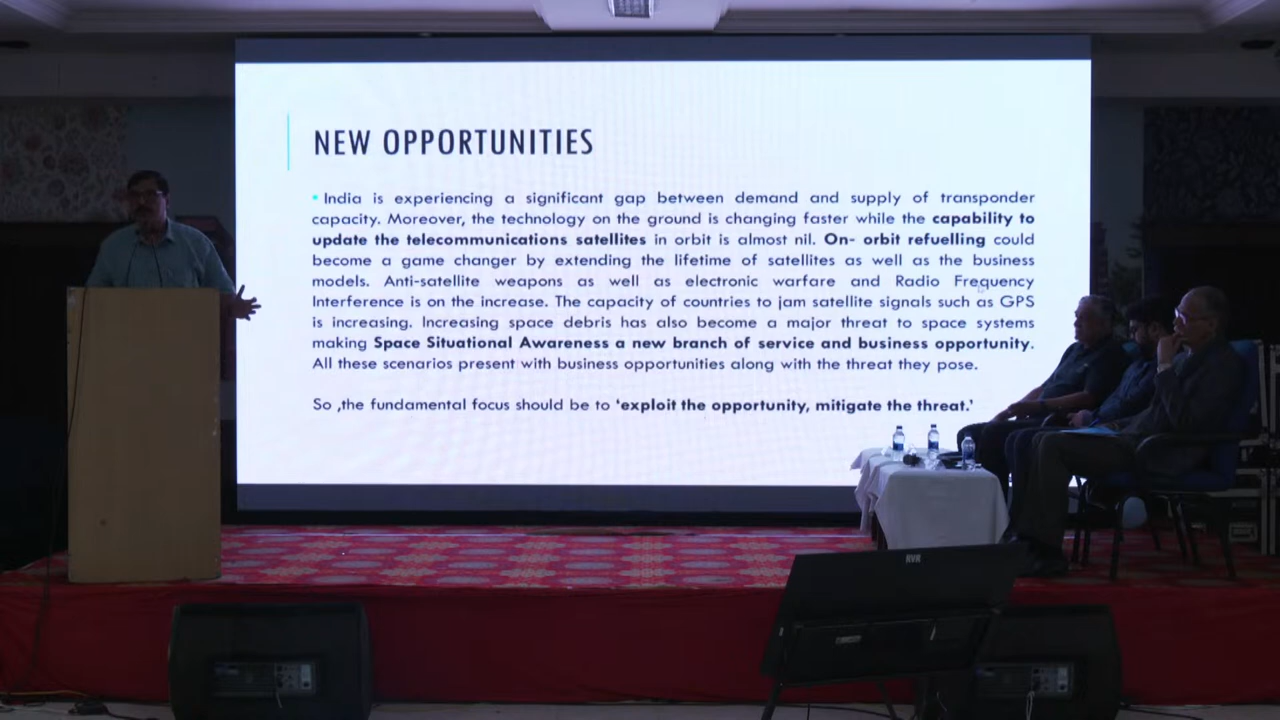 NEW OPPORTUNITIES
• India is experiencing a significant gap between demand and supply of transponder
capacity. Moreover, the technology on the ground is changing faster while the capability to
update the telecommunications satellites in orbit is almost nil. On- orbit refuelling could
become a game changer by extending the lifetime of satellites as well as the business
models. Anti-satellite weapons as well as electronic warfare and Radio Frequency
Interference is on the increase. The capacity of countries to jam satellite signals such as GPS
is increasing. Increasing space debris has also become a major threat to space systems
making Space Situational Awareness a new branch of service and business opportunity.
All these scenarios present with business opportunities along with the threat they pose.
So ,the fundamental focus should be to ‘exploit the opportunity, mitigate the threat.’